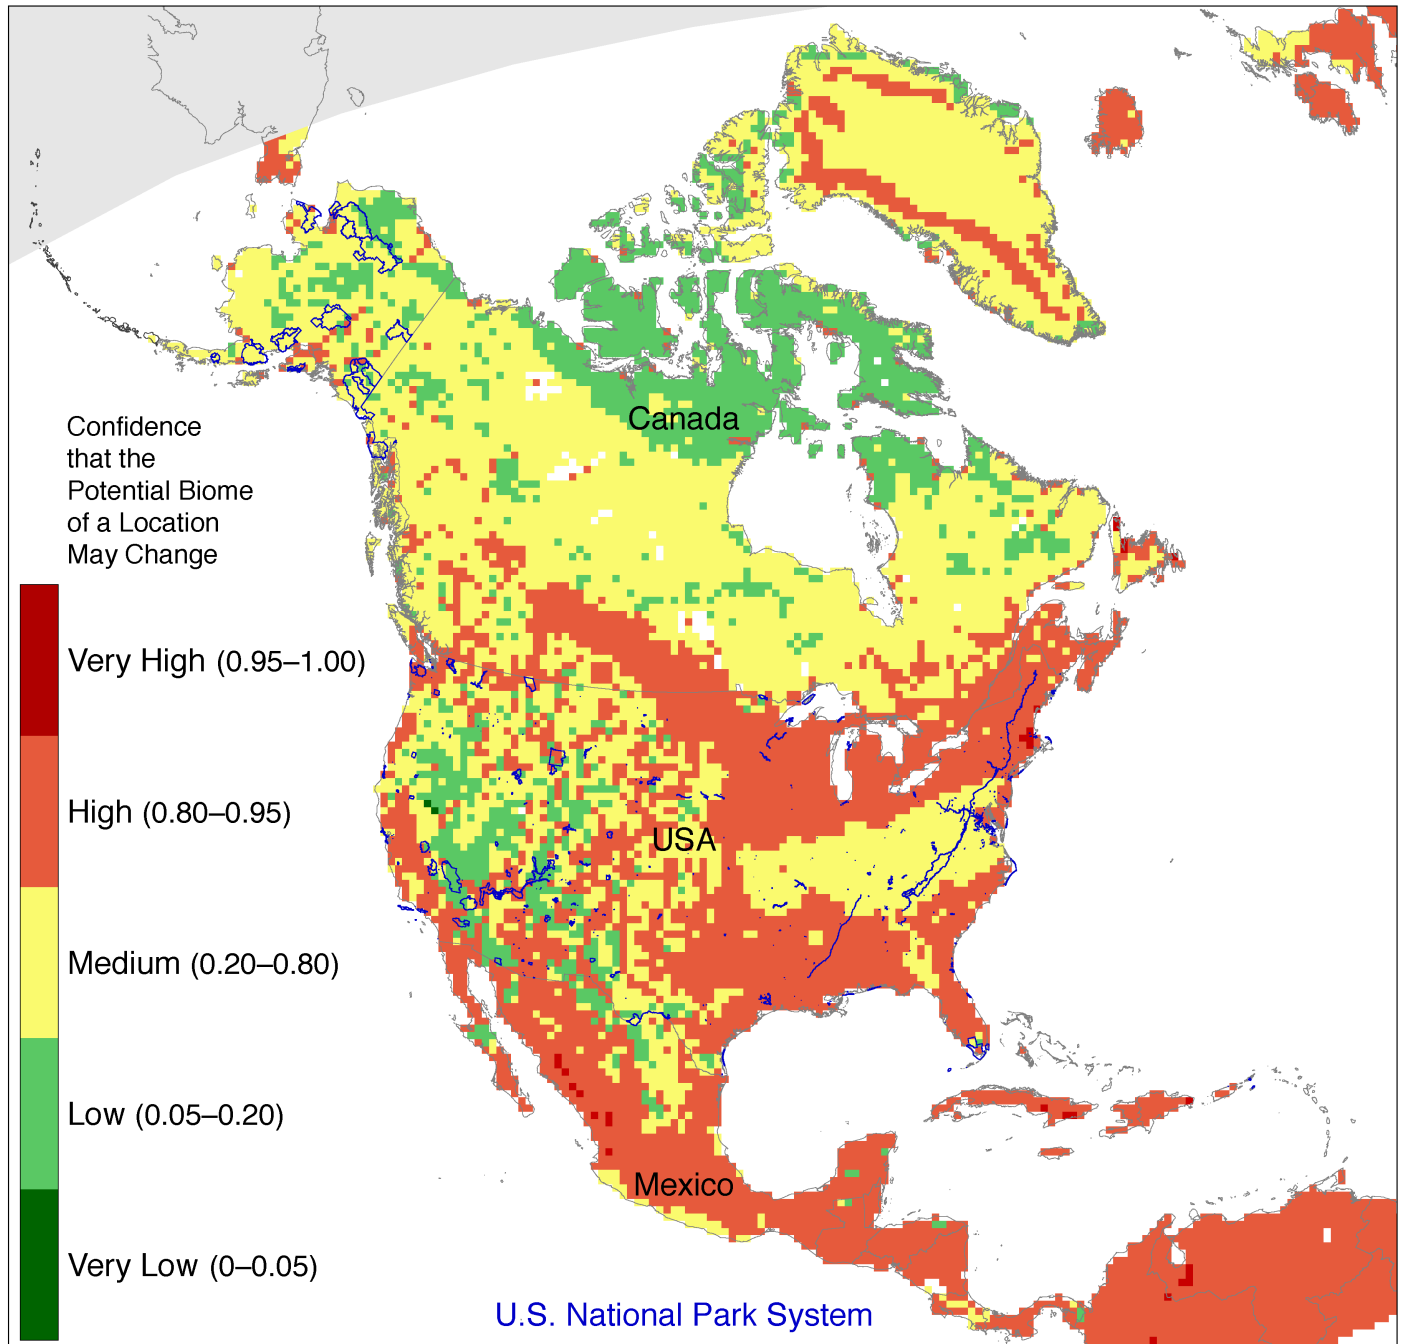 Canada
Confidence
that the
Potential Biome
of a Location
May Change
Very High (0.95–1.00)
High (0.80–0.95)
USA
Medium (0.20–0.80)
Low (0.05–0.20)
Mexico
Very Low (0–0.05)
U.S. National Park System